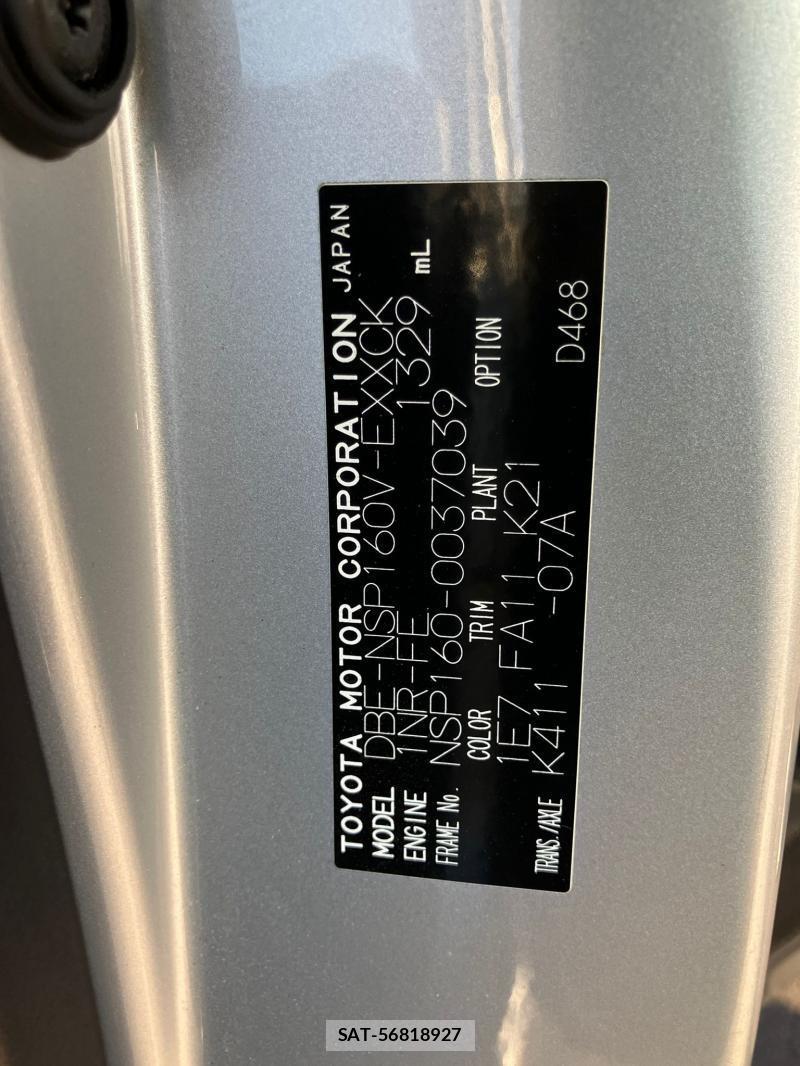 TOYOTA MOTOR CORPORATION JAPAN
MODEL DBE-NSP160V-EXXCK
ENGINE 1NR-FE 1329 mL
FRAME No. NSP160-0037039
COLOR TRIM PLANT OPTION
1E7 FA11 K21
TRANS./AXLE K411 -07A D468
SAT-56818927